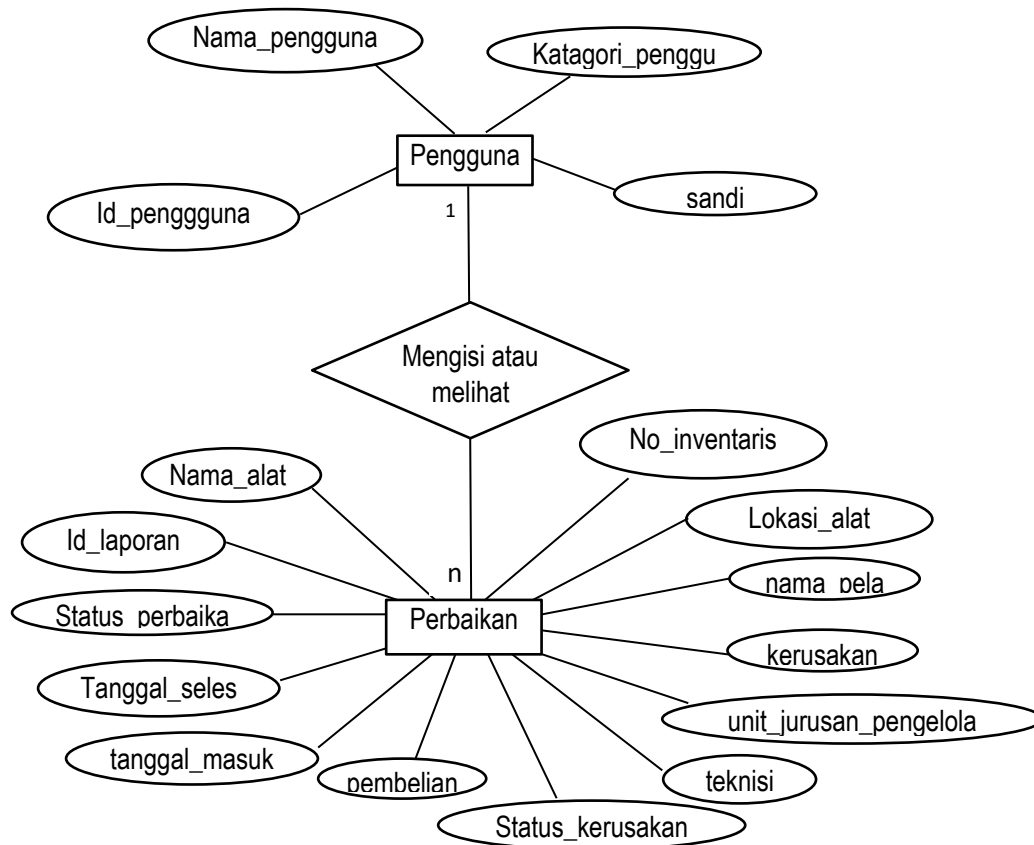 Nama_pengguna
Katagori_penggu
Pengguna
Id_penggguna
sandi
1
Mengisi atau
melihat
No_inventaris
Nama_alat
Lokasi_alat
Id_laporan
n
nama_pela
Status_perbaika
Perbaikan
kerusakan
Tanggal_seles
unit_jurusan_pengelola
tanggal_masuk
pembelian
teknisi
Status_kerusakan